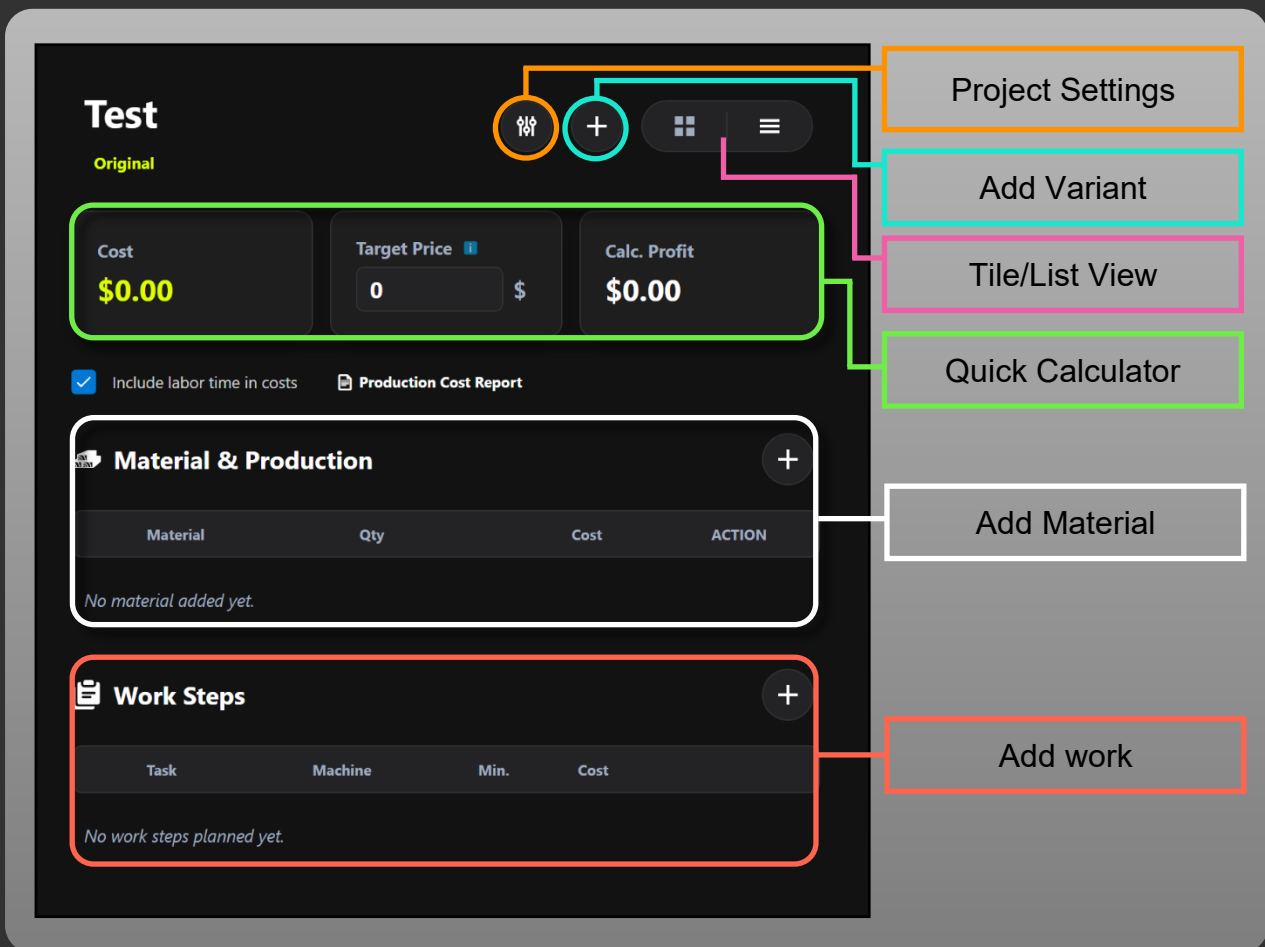 Test
Original
Project Settings
Add Variant
Tile/List View
Quick Calculator
Cost
$0.00
Target Price i
0 $
Calc. Profit
$0.00
Include labor time in costs
Production Cost Report
Material & Production
Material Qty Cost ACTION
No material added yet.
Add Material
Work Steps
Task Machine Min. Cost
No work steps planned yet.
Add work